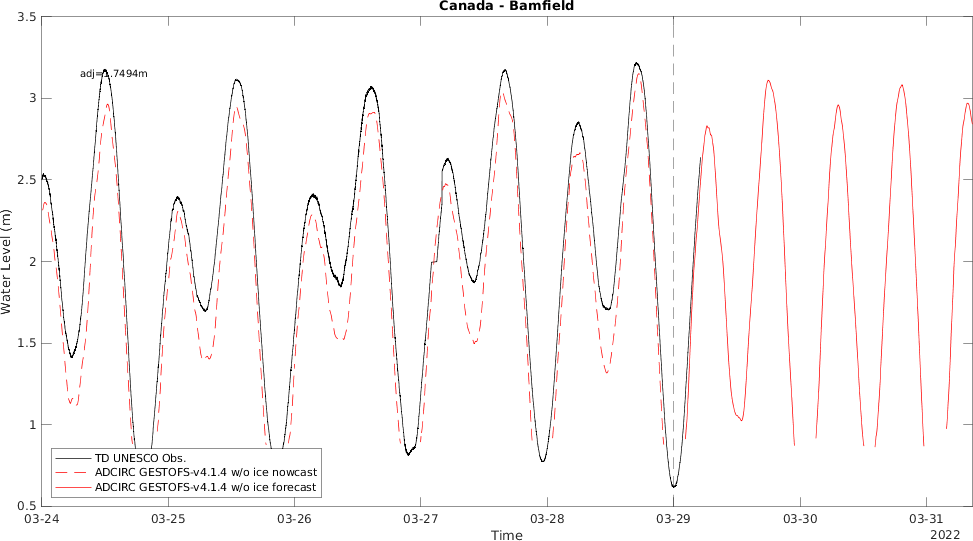 Canada - Bamfield
3.5
adj=1.7494m
3
2.5
2
1.5
1
0.5
Water Level (m)
TD UNESCO Obs.
ADCIRC GESTOFS-v4.1.4 w/o ice nowcast
ADCIRC GESTOFS-v4.1.4 w/o ice forecast
03-24 03-25 03-26 03-27 03-28 03-29 03-30 03-31
Time
2022